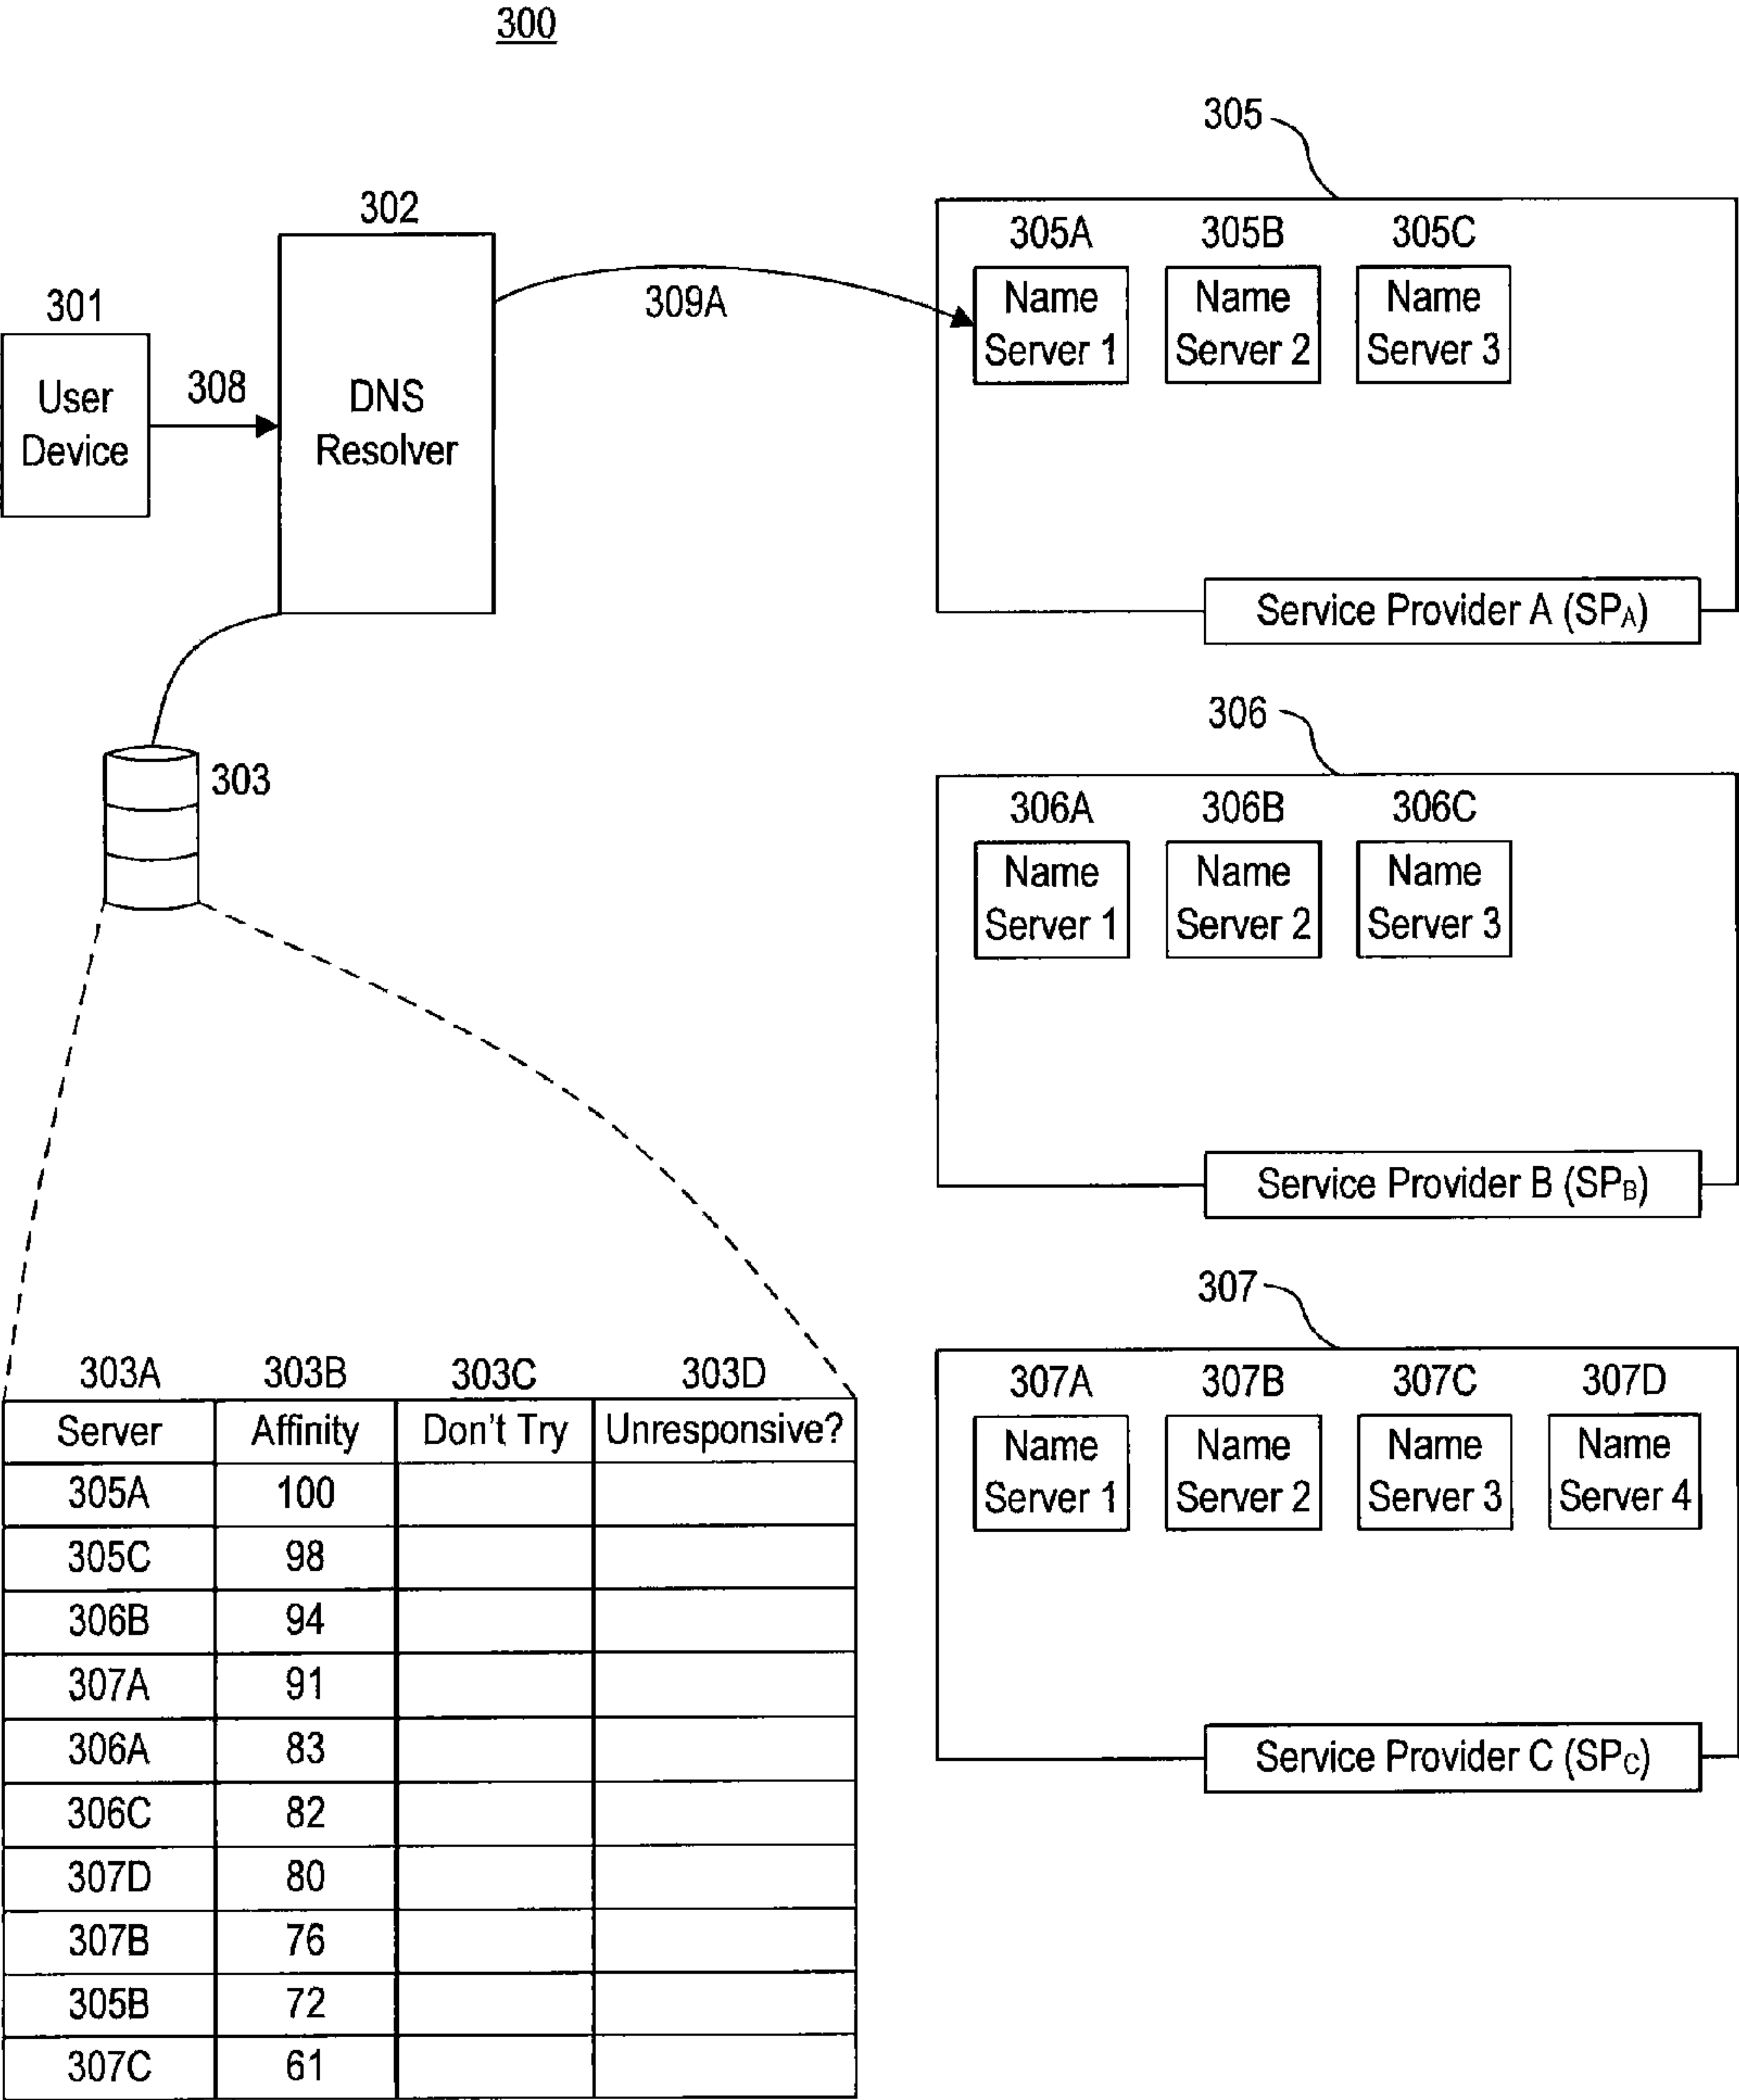 300
305
302
305A 305B 305C
301
309A
Name Server 1
Name Server 2
Name Server 3
User Device
308
DNS Resolver
Service Provider A (SPA)
306
303
306A 306B 306C
Name Server 1
Name Server 2
Name Server 3
Service Provider B (SPB)
307
307A 307B 307C 307D
Name Server 1
Name Server 2
Name Server 3
Name Server 4
Service Provider C (SPC)
303A 303B 303C 303D
Server Affinity Don't Try Unresponsive?
305A 100
305C 98
306B 94
307A 91
306A 83
306C 82
307D 80
307B 76
305B 72
307C 61